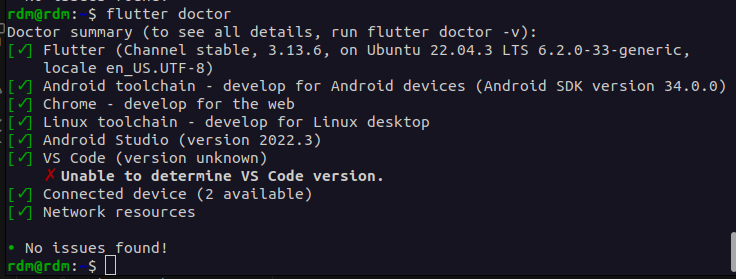 rdm@rdm:~$ flutter doctor
Doctor summary (to see all details, run flutter doctor -v):
[✓] Flutter (Channel stable, 3.13.6, on Ubuntu 22.04.3 LTS 6.2.0-33-generic,
locale en_US.UTF-8)
[✓] Android toolchain - develop for Android devices (Android SDK version 34.0.0)
[✓] Chrome - develop for the web
[✓] Linux toolchain - develop for Linux desktop
[✓] Android Studio (version 2022.3)
[✓] VS Code (version unknown)
✗ Unable to determine VS Code version.
[✓] Connected device (2 available)
[✓] Network resources
• No issues found!
rdm@rdm:~$